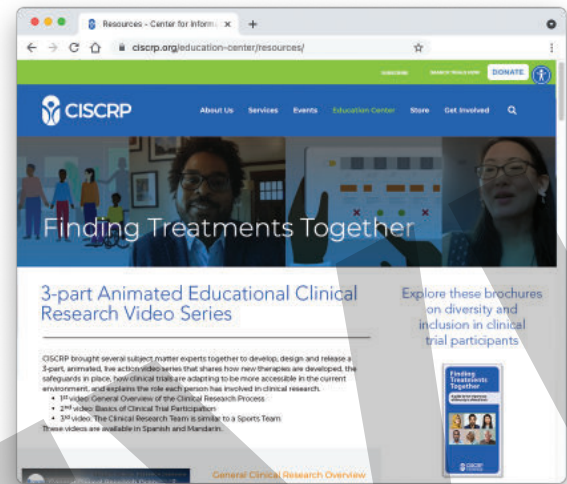 Resources - Center for Inform
ciscrp.org/education-center/resources/
SUBSCRIBE
SEARCH TRIALS HERE
DONATE
CISCRP
About Us Services Events Education Center Store Get Involved
Finding Treatments Together
3-part Animated Educational Clinical
Research Video Series
CISCRP brought several subject matter experts together to develop, design and release a
3-part, animated, live action video series that shares how new therapies are developed, the
safeguards in place, how clinical trials are adapting to be more accessible in the current
environment, and explains the role each person has involved in clinical research.
• 1st video: General Overview of the Clinical Research Process
• 2nd video: Basics of Clinical Trial Participation
• 3rd video: The Clinical Research Team is similar to a Sports Team
These videos are available in Spanish and Mandarin.
General Clinical Research Overview
Explore these brochures
on diversity and
inclusion in clinical
trial participants
Finding
Treatments
Together
CISCRP